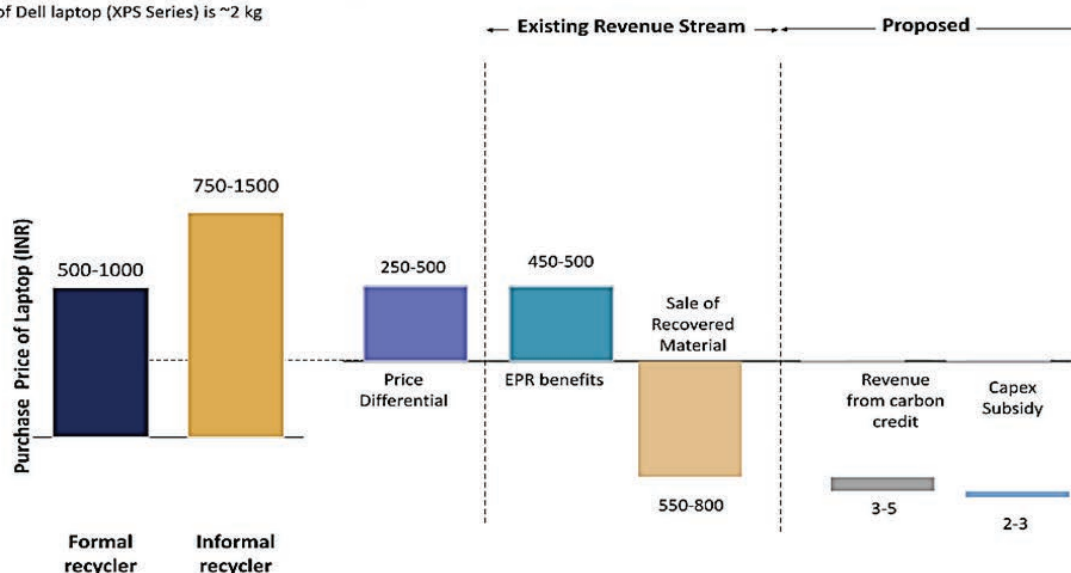 of Dell laptop (XPS Series) is ~2 kg
Existing Revenue Stream
Proposed
Purchase Price of Laptop (INR)
500-1000
750-1500
250-500
450-500
Sale of
Recovered
Material
Price
Differential
EPR benefits
Revenue
from carbon
credit
Capex
Subsidy
550-800
3-5
2-3
Formal
recycler
Informal
recycler